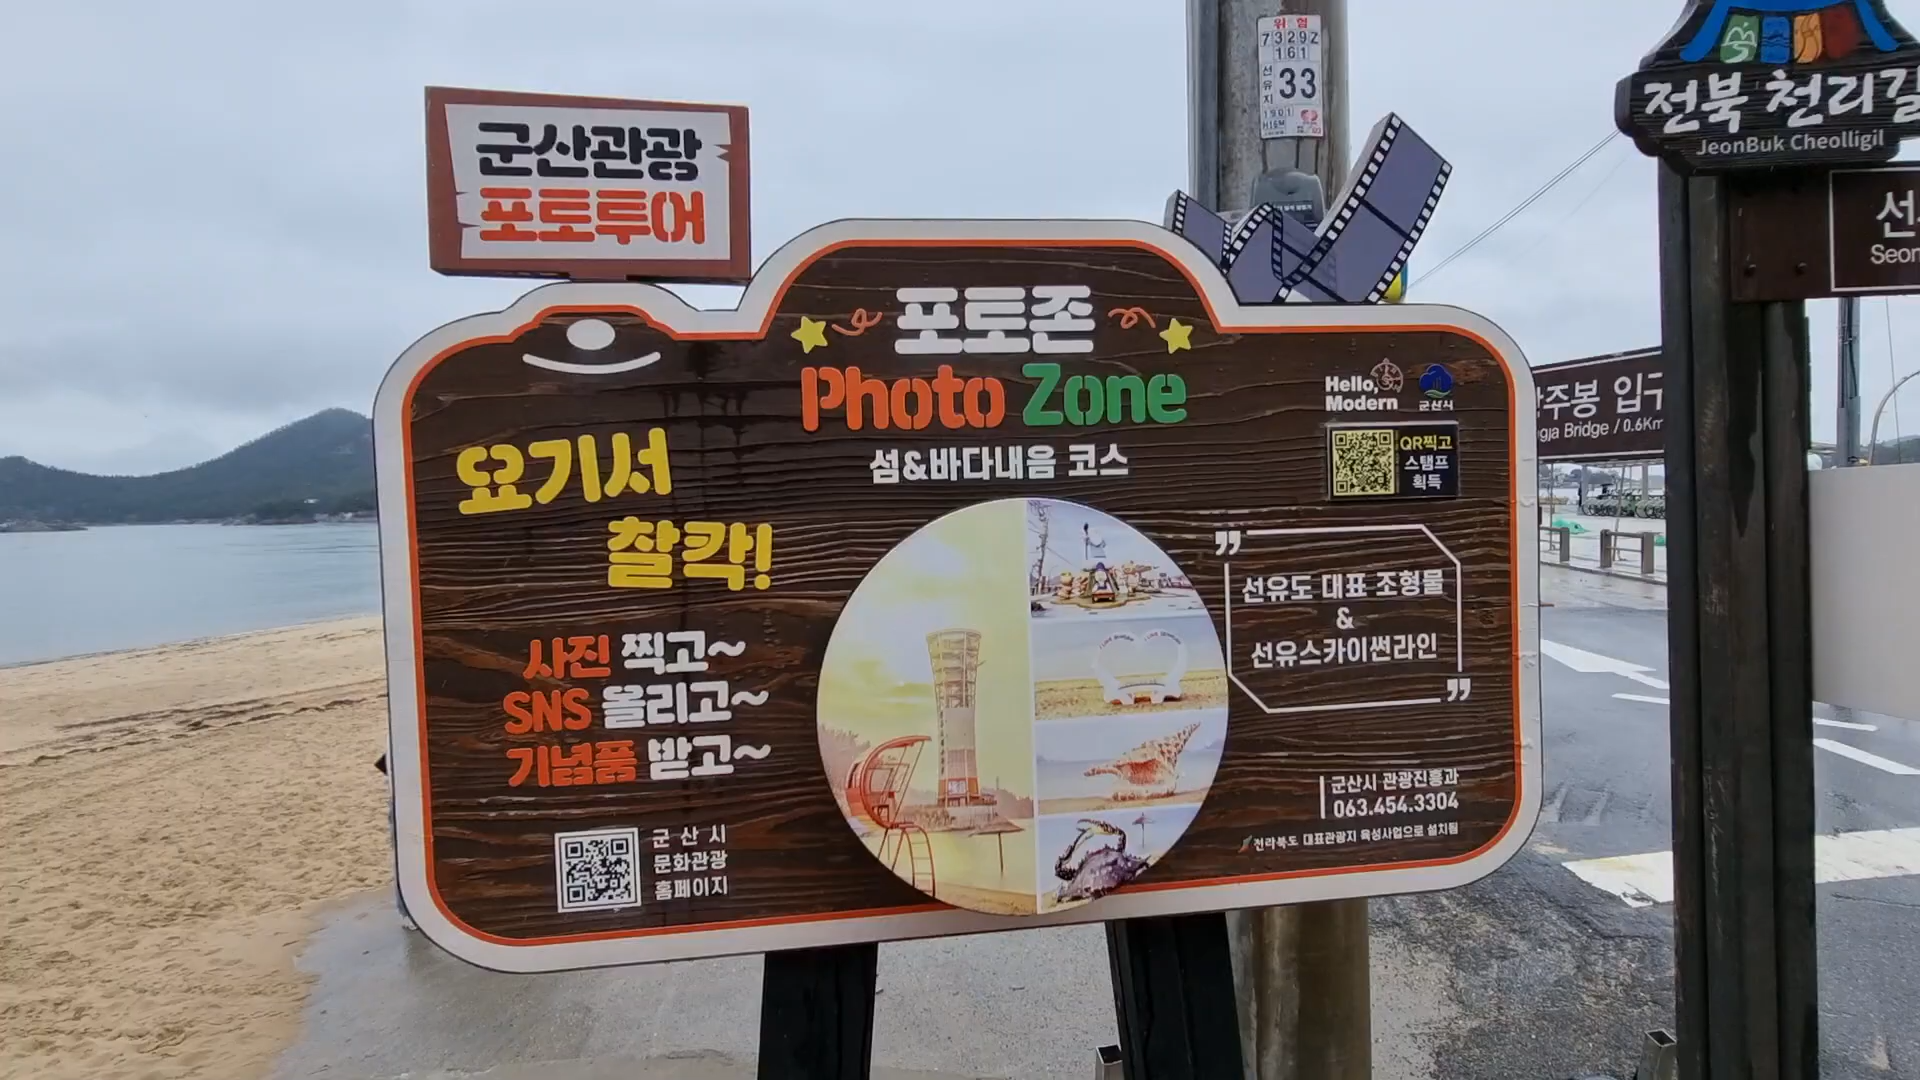 군산관광
포토투어
포토존
Photo Zone
섬&바다내음 코스
요기서
찰칵!
사진 찍고~
SNS 올리고~
기념품 받고~
군산시
문화관광
홈페이지
Hello,
Modern
군산시
QR찍고
스탬프
획득
선유도 대표 조형물
&
선유스카이썬라인
군산시 관광진흥과
063.454.3304
전라북도 대표관광지 육성사업으로 설치됨
위험
7329Z
161
선유지
33
1901
전북 천리길
JeonBuk Cheolligil
선
Seon
주봉 입구
Bridge / 0.6Km